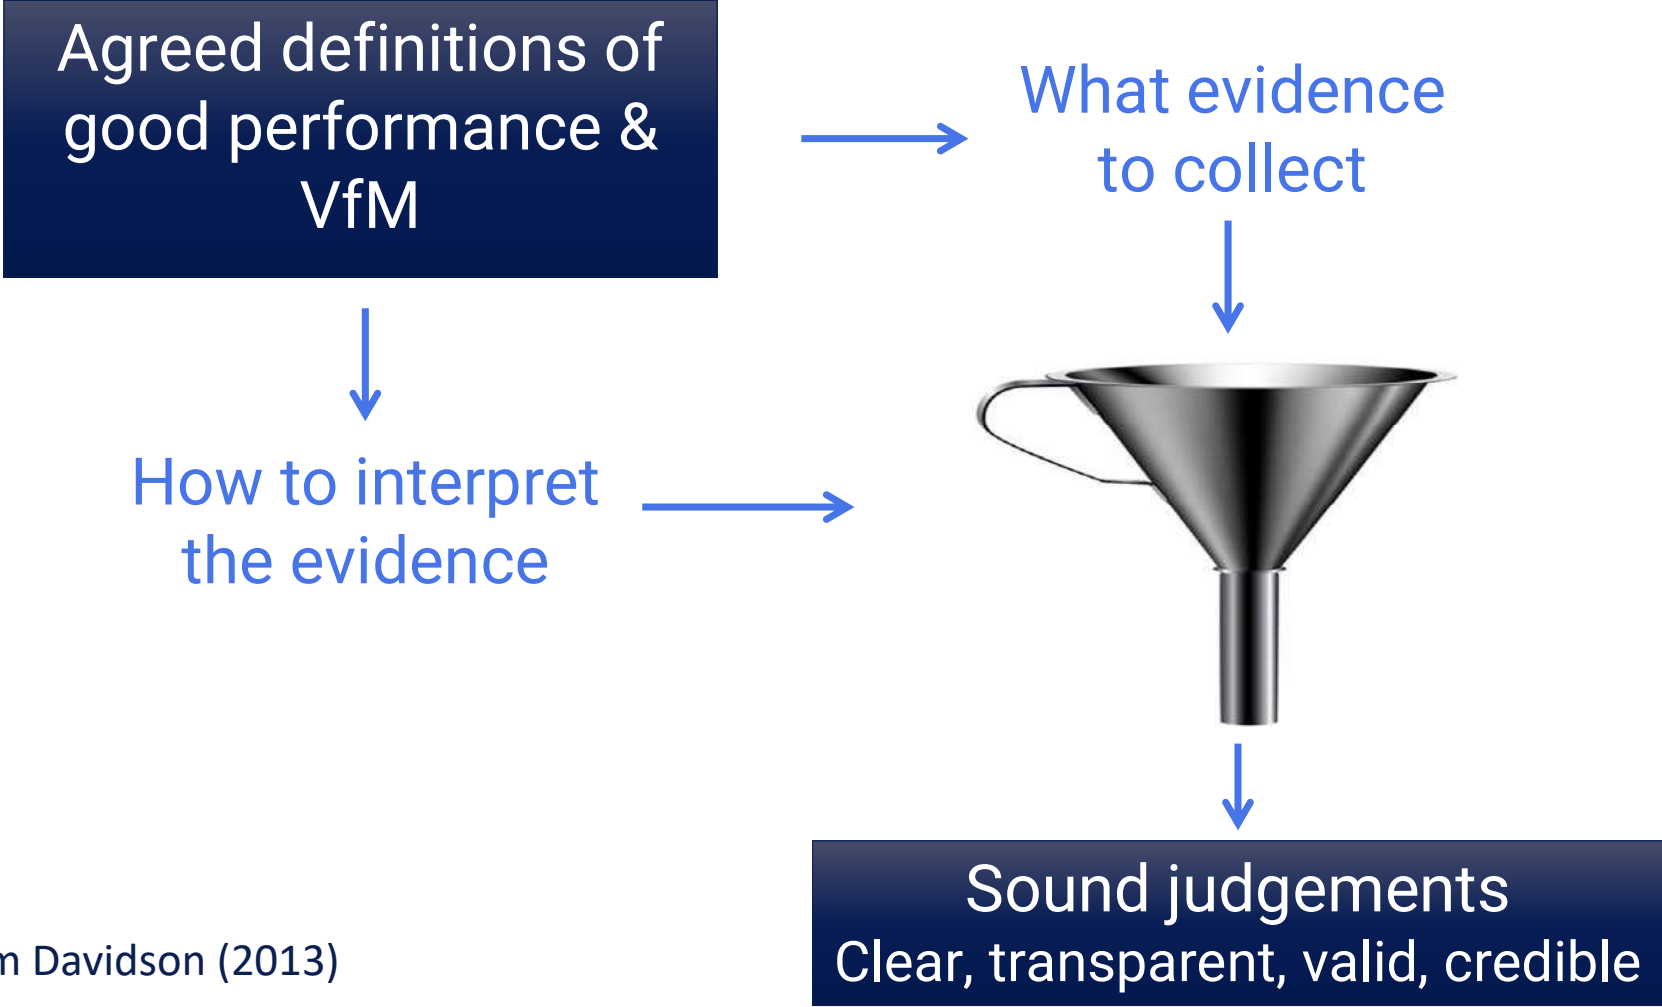 Agreed definitions of
good performance &
VfM
What evidence
to collect
How to interpret
the evidence
Sound judgements
Clear, transparent, valid, credible
Davidson (2013)